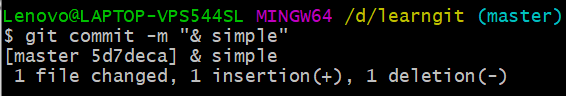 Lenovo@LAPTOP-VPS544SL MINGW64 /d/learngit (master)
$ git commit -m "& simple"
[master 5d7deca] & simple
 1 file changed, 1 insertion(+), 1 deletion(-)